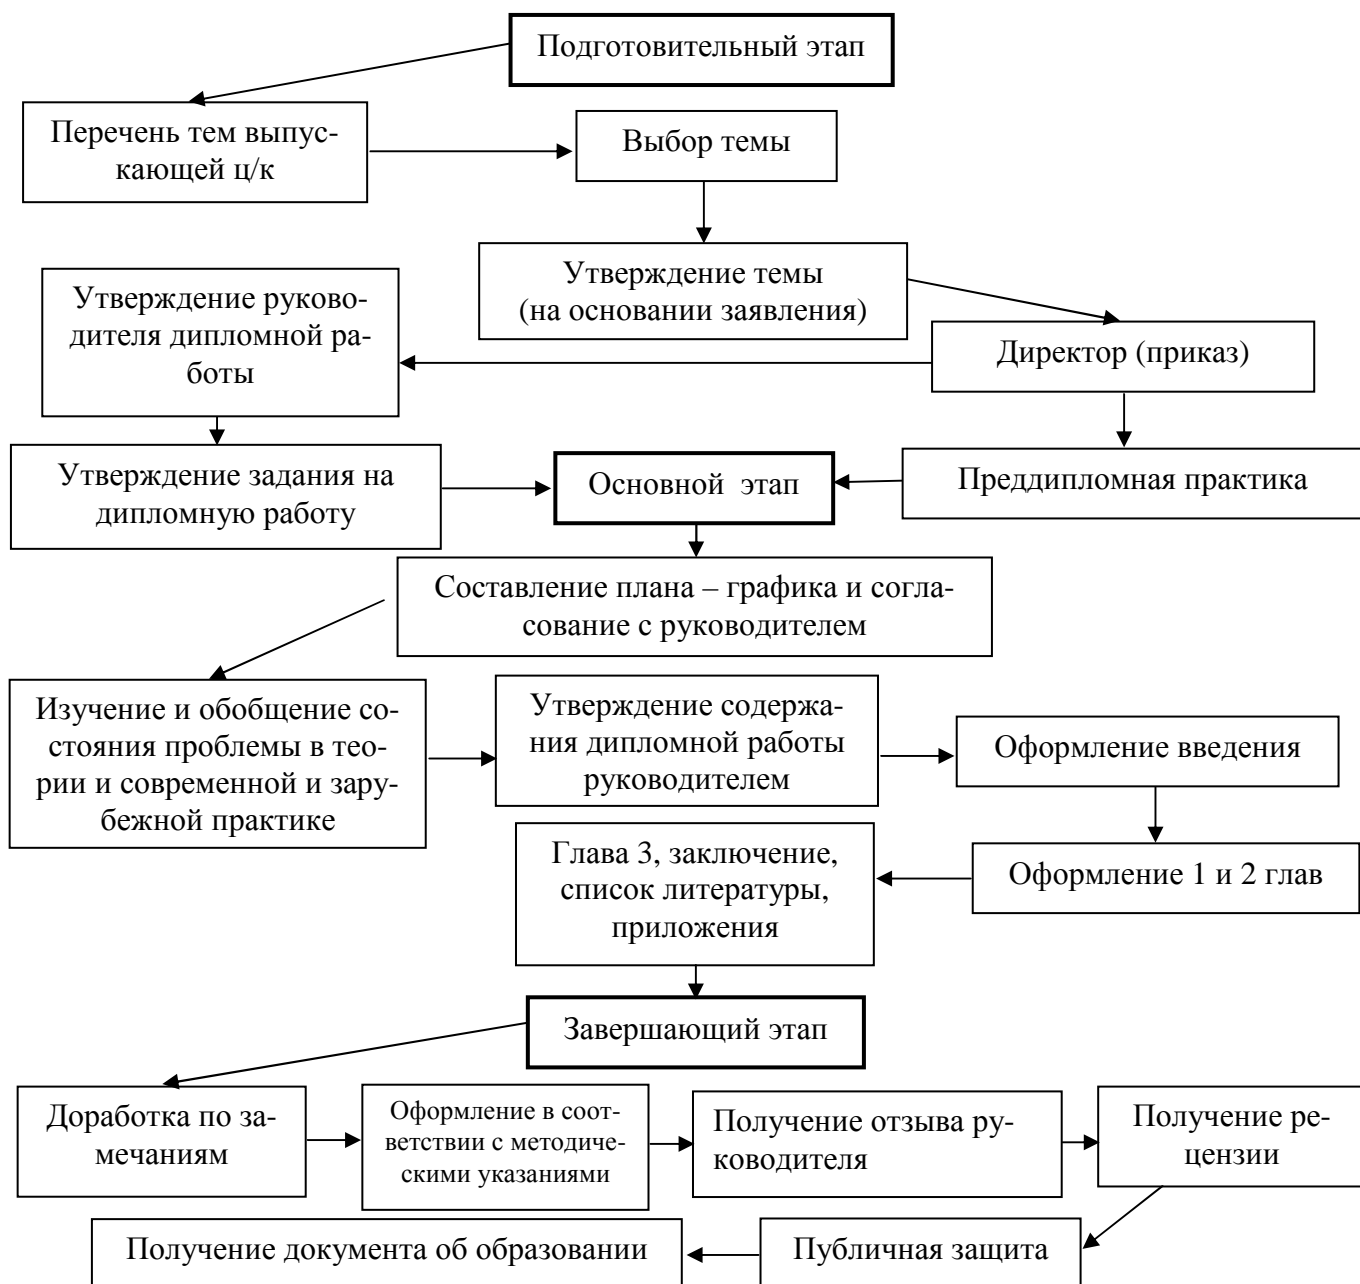 Подготовительный этап
Перечень тем выпус-
кающей ц/к
Выбор темы
Утверждение темы
(на основании заявления)
Утверждение руково-
дителя дипломной ра-
боты
Директор (приказ)
Утверждение задания на
дипломную работу
Основной этап
Преддипломная практика
Составление плана – графика и согла-
сование с руководителем
Изучение и обобщение со-
стояния проблемы в тео-
рии и современной и зару-
бежной практике
Утверждение содержа-
ния дипломной работы
руководителем
Оформление введения
Глава 3, заключение,
список литературы,
приложения
Оформление 1 и 2 глав
Завершающий этап
Доработка по за-
мечаниям
Оформление в соот-
ветствии с методиче-
скими указаниями
Получение отзыва ру-
ководителя
Получение ре-
цензии
Получение документа об образовании
Публичная защита